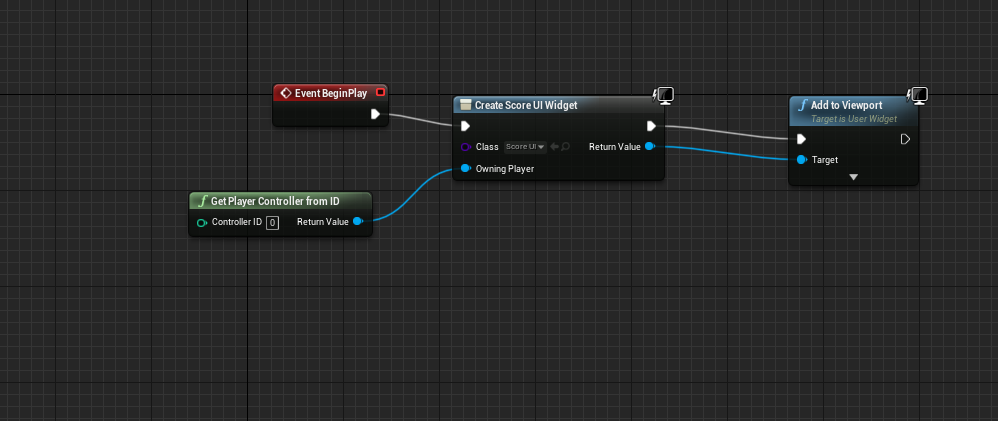 Event BeginPlay
Create Score UI Widget
Class Score UI Return Value
Owning Player
Add to Viewport
Target is User Widget
Target
Get Player Controller from ID
Controller ID 0 Return Value